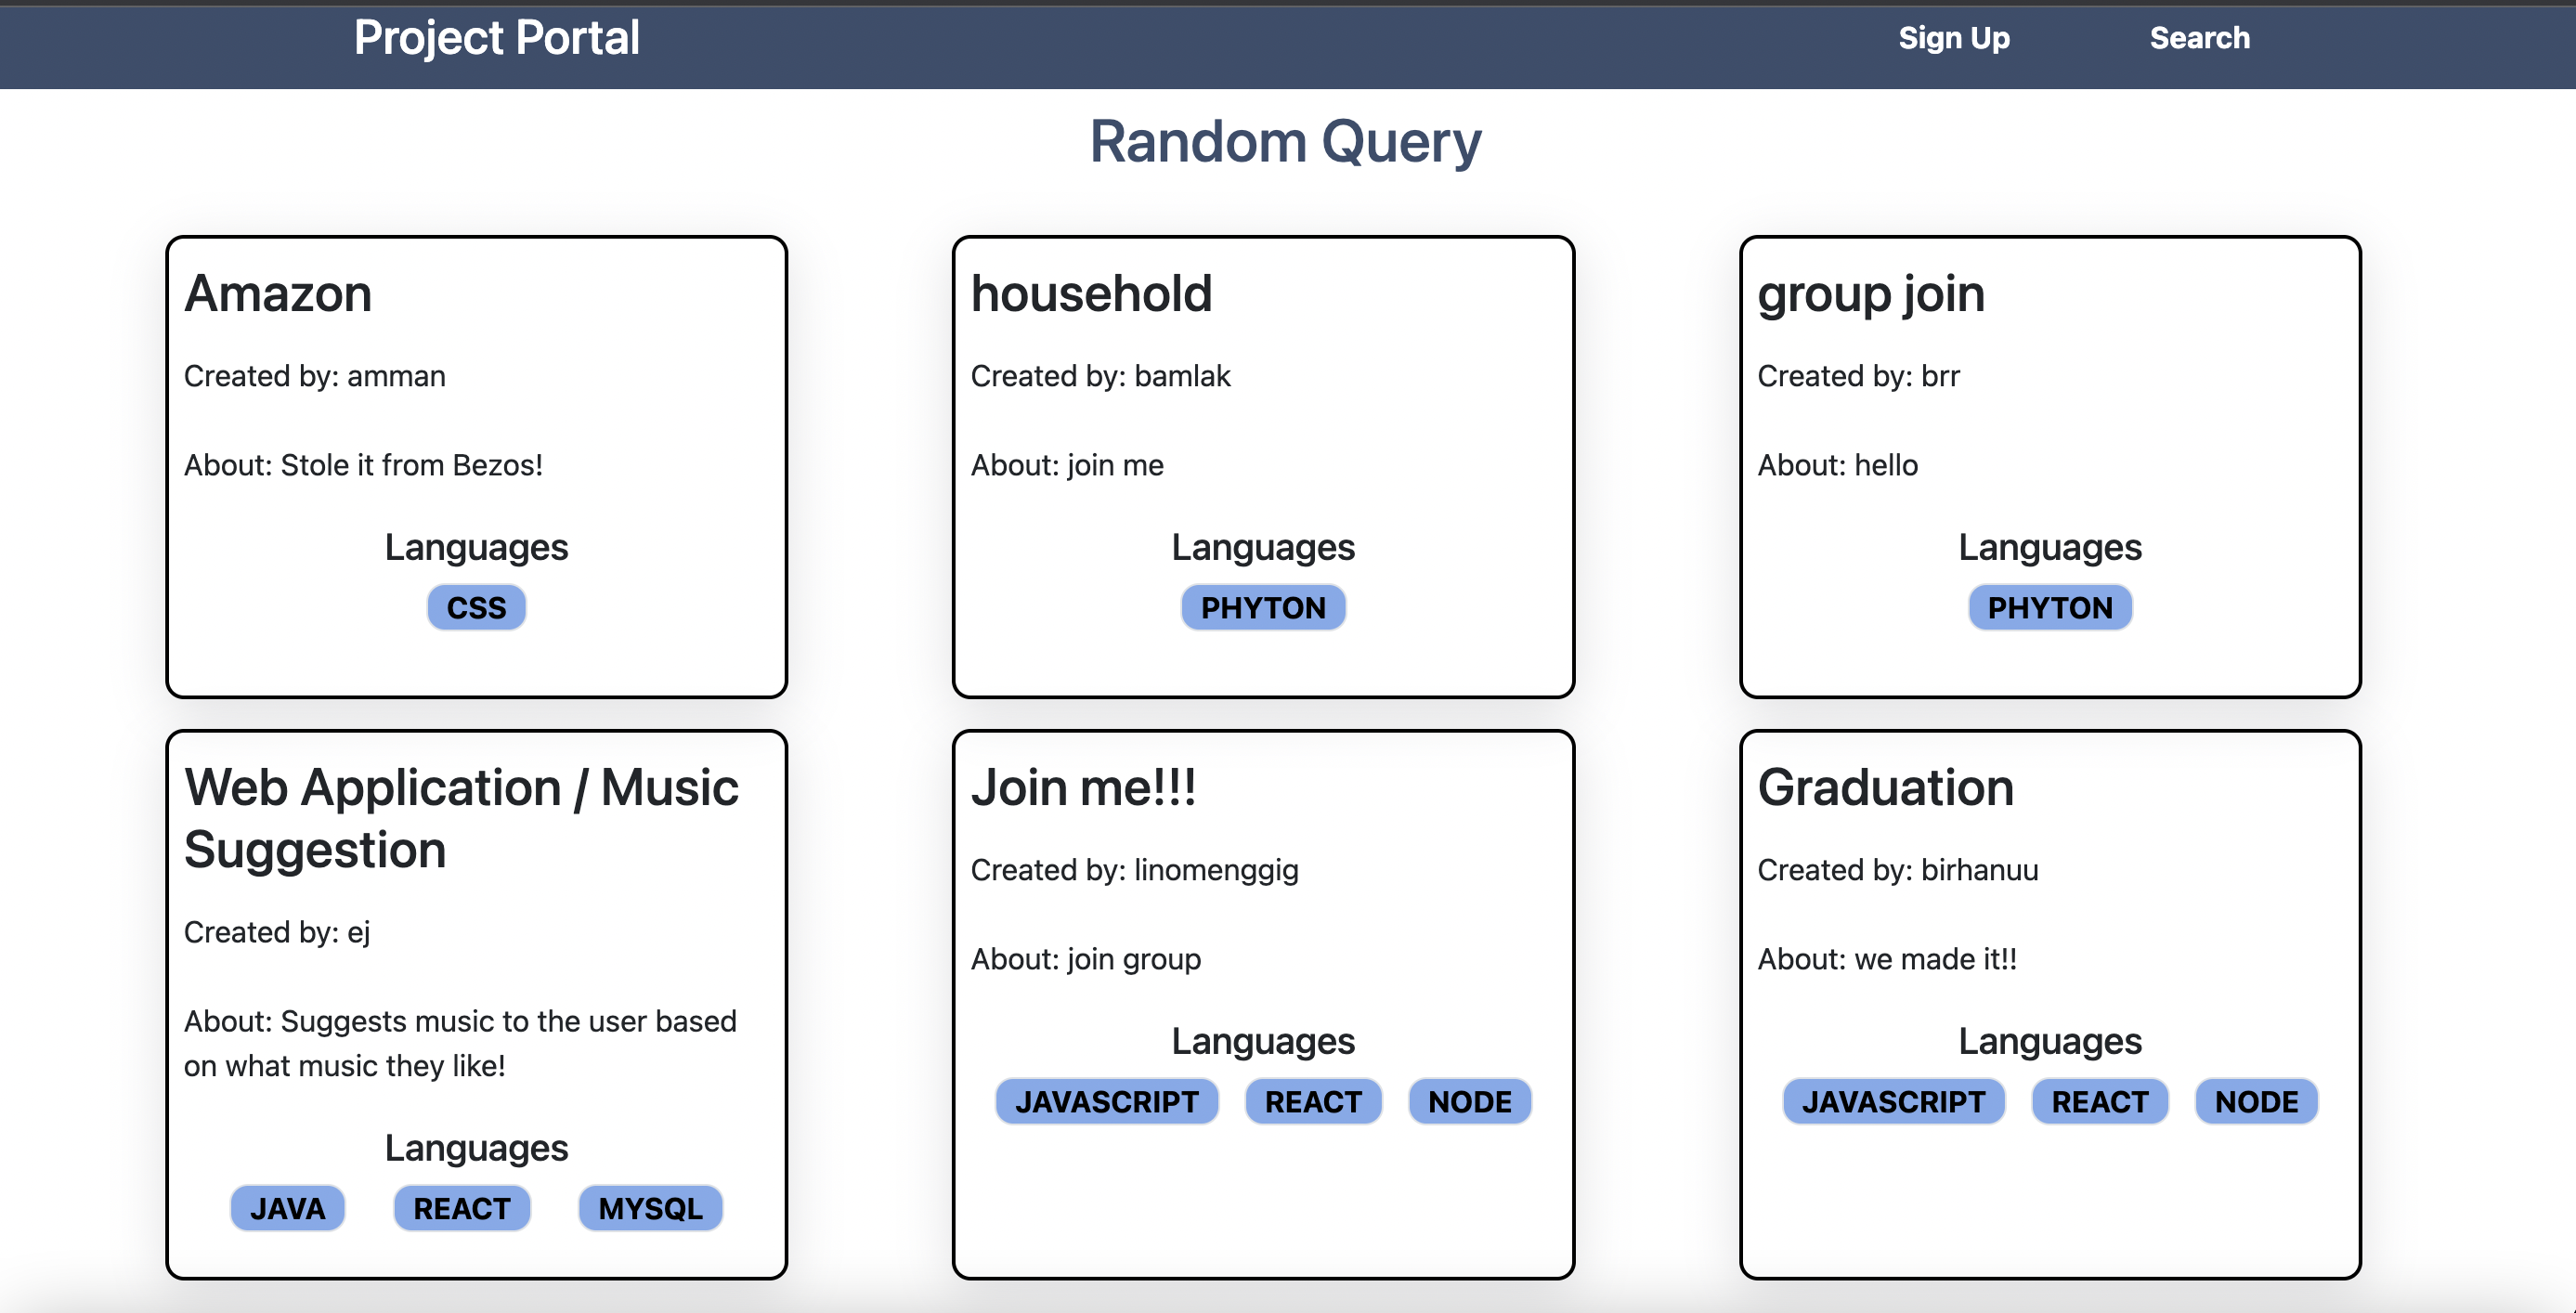 Project Portal
Sign Up
Search
Random Query
Amazon
Created by: amman
About: Stole it from Bezos!
Languages
CSS
household
Created by: bamlak
About: join me
Languages
PHYTON
group join
Created by: brr
About: hello
Languages
PHYTON
Web Application / Music
Suggestion
Created by: ej
About: Suggests music to the user based
on what music they like!
Languages
JAVA REACT MYSQL
Join me!!!
Created by: linomenggig
About: join group
Languages
JAVASCRIPT REACT NODE
Graduation
Created by: birhanuu
About: we made it!!
Languages
JAVASCRIPT REACT NODE